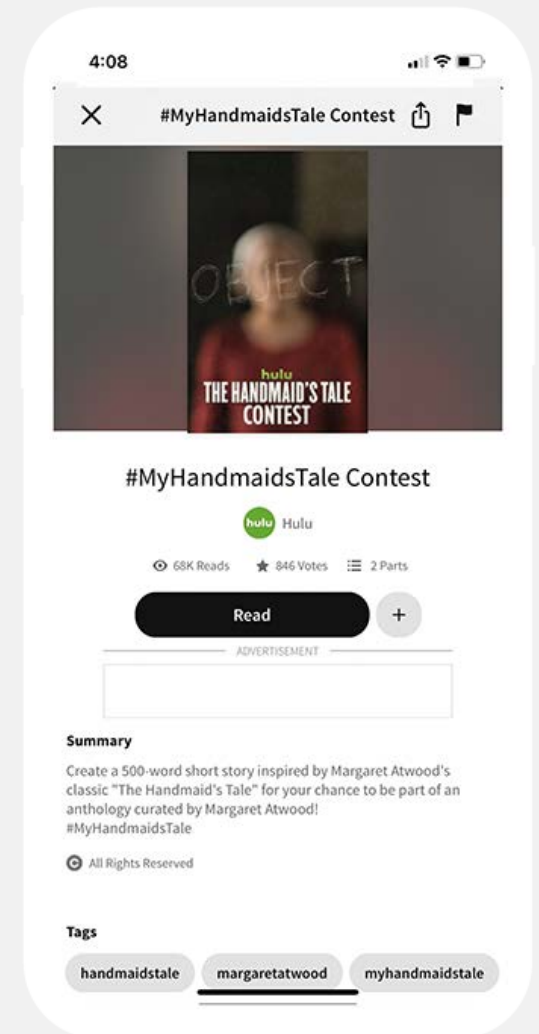 4:08
#MyHandmaidsTale Contest
OBJECT
hulu
THE HANDMAID'S TALE
CONTEST
#MyHandmaidsTale Contest
hulu Hulu
68K Reads 846 Votes 2 Parts
Read +
ADVERTISEMENT
Summary
Create a 500-word short story inspired by Margaret Atwood's
classic "The Handmaid's Tale" for your chance to be part of an
anthology curated by Margaret Atwood!
#MyHandmaidsTale
© All Rights Reserved
Tags
handmaidstale margaretatwood myhandmaidstale